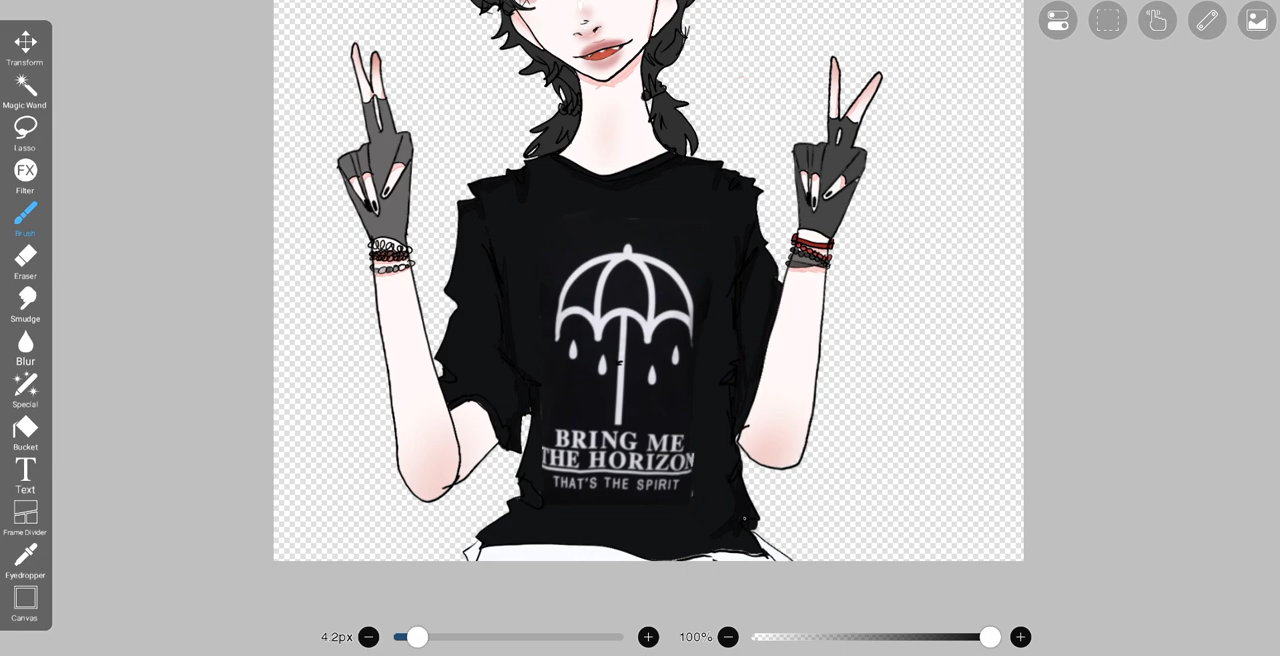 Transform
Magic Wand
Lasso
FX
Filter
Brush
Eraser
Smudge
Blur
Special
Bucket
T
Text
Frame Divider
Eyedropper
Canvas
BRING ME
THE HORIZON
THAT'S THE SPIRIT
4.2px
100%